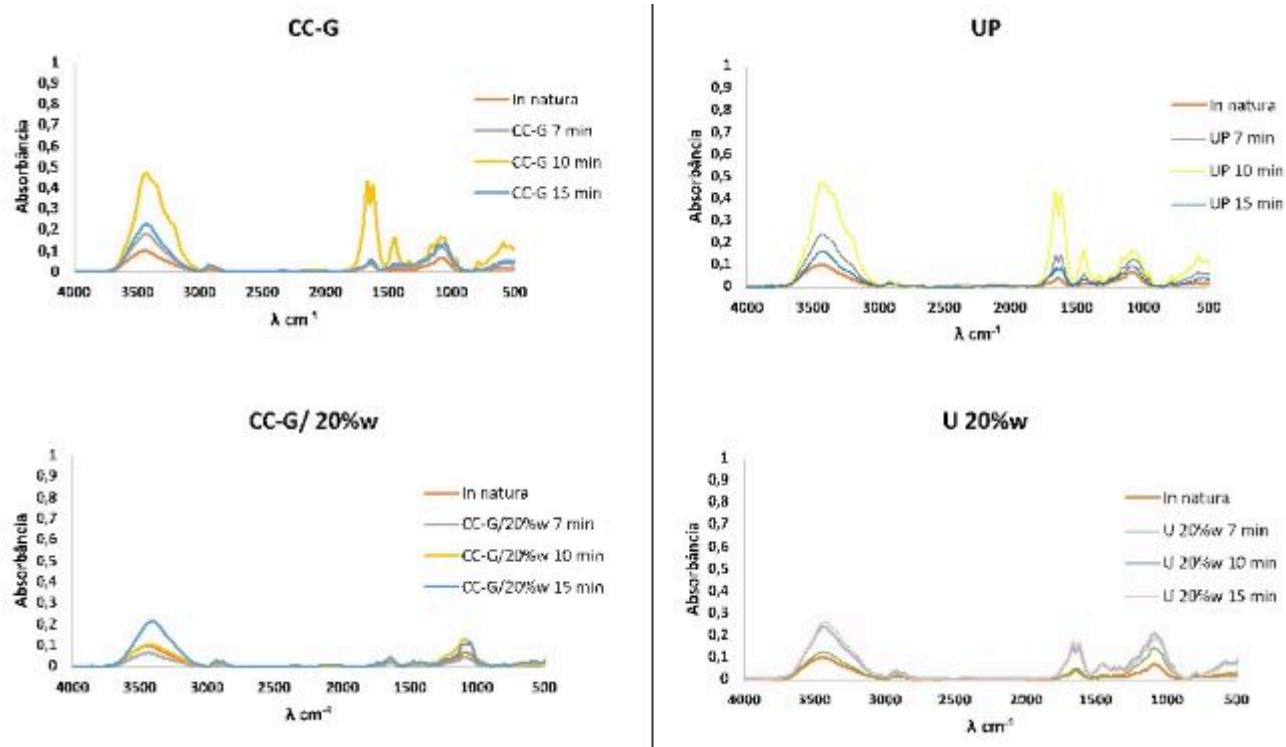 CC-G
Absorbância
1
0,9
0,8
0,7
0,6
0,5
0,4
0,3
0,2
0,1
0
4000 3500 3000 2500 2000 1500 1000 500
λ cm⁻¹
In natura
CC-G 7 min
CC-G 10 min
CC-G 15 min
UP
Absorbância
1
0,9
0,8
0,7
0,6
0,5
0,4
0,3
0,2
0,1
0
4000 3500 3000 2500 2000 1500 1000 500
λ cm⁻¹
In natura
UP 7 min
UP 10 min
UP 15 min
CC-G/ 20%w
Absorbância
1
0,9
0,8
0,7
0,6
0,5
0,4
0,3
0,2
0,1
0
4000 3500 3000 2500 2000 1500 1000 500
λ cm⁻¹
In natura
CC-G/20%w 7 min
CC-G/20%w 10 min
CC-G/20%w 15 min
U 20%w
Absorbância
1
0,9
0,8
0,7
0,6
0,5
0,4
0,3
0,2
0,1
0
4000 3500 3000 2500 2000 1500 1000 500
λ cm⁻¹
In natura
U 20%w 7 min
U 20%w 10 min
U 20%w 15 min